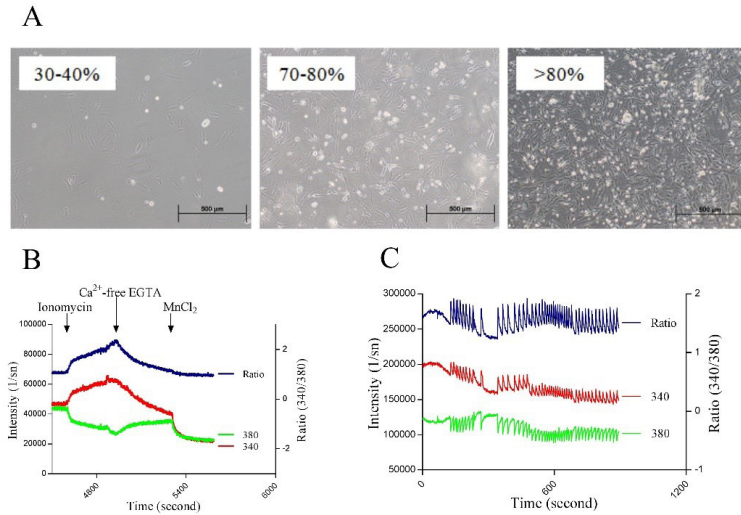 A
30-40%
70-80%
>80%
500 µm
500 µm
500 µm
B
Ca2+-free EGTA
Ionomycin
MnCl2
100000
80000
60000
40000
20000
0
Intensity (1/sn)
2
0
-2
Ratio (340/380)
Ratio
380
340
4800
5400
6000
Time (second)
C
300000
250000
200000
150000
100000
50000
Intensity (1/sn)
2
1
0
-1
Ratio (340/380)
Ratio
340
380
0
600
1200
Time (second)